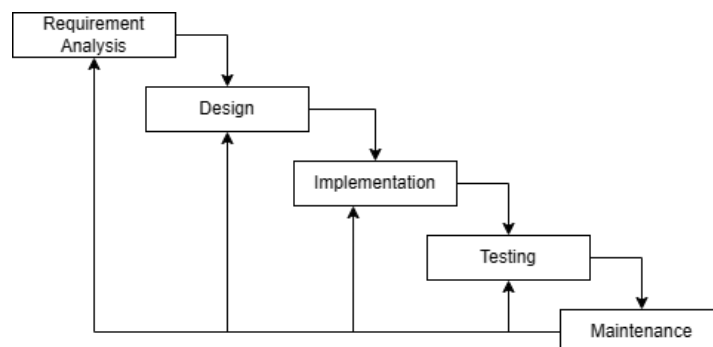 Requirement
Analysis
Design
Implementation
Testing
Maintenance